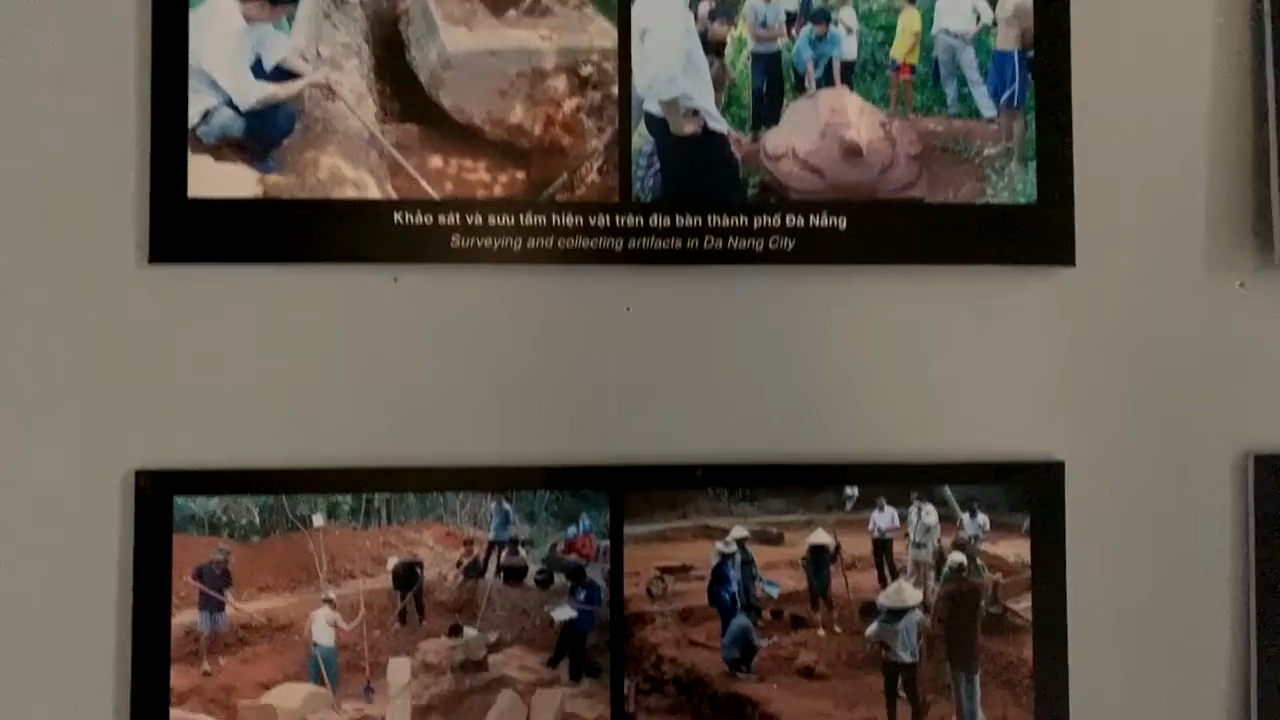 Khảo sát và sưu tầm hiện vật trên địa bàn thành phố Đà Nẵng
Surveying and collecting artifacts in Da Nang City